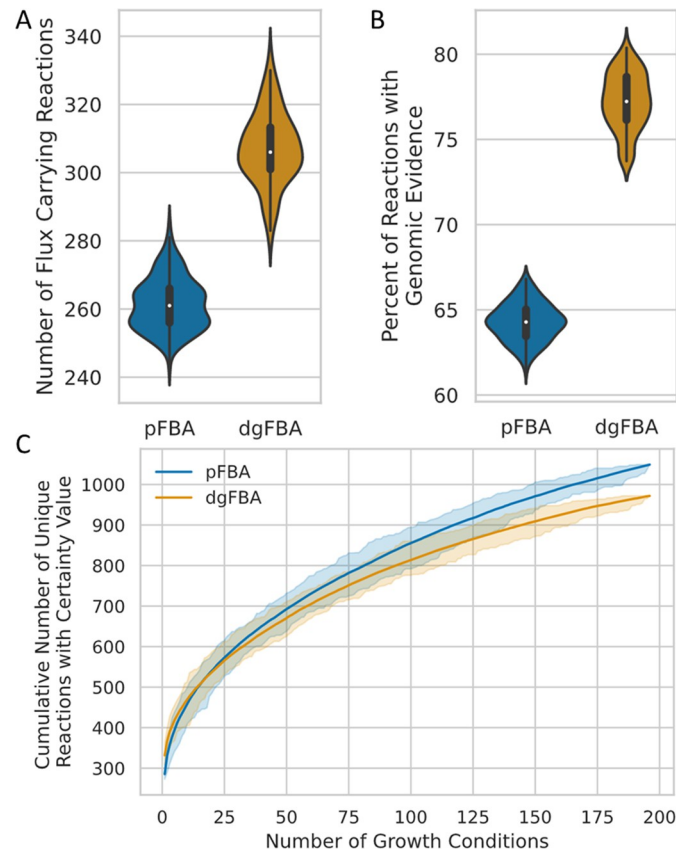 A
Number of Flux Carrying Reactions
340
320
300
280
260
240
pFBA
dgFBA
B
Percent of Reactions with
Genomic Evidence
80
75
70
65
60
pFBA
dgFBA
C
pFBA
dgFBA
Cumulative Number of Unique
Reactions with Certainty Value
1000
900
800
700
600
500
400
300
0 25 50 75 100 125 150 175 200
Number of Growth Conditions